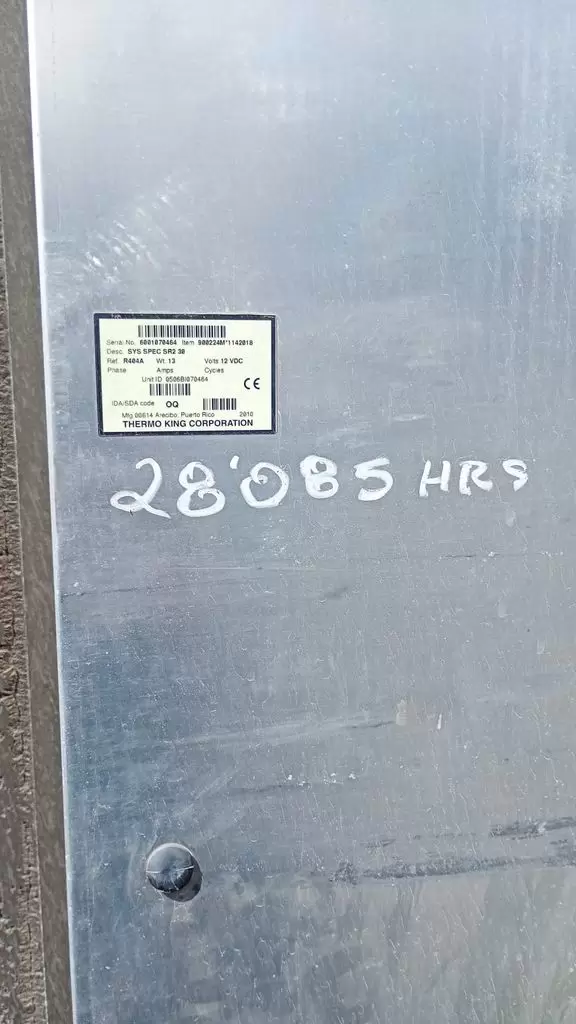 Serial No. 6001070464 Item 900224M*1142018
Desc. SYS SPEC SR2 30
Ref. R404A Wt. 13 Volts 12 VDC
Phase Amps Cycles
Unit ID 0506BI070464
CE
IDA/SDA code OQ
Mfg 00614 Arecibo, Puerto Rico 2010
THERMO KING CORPORATION
28'085 HRS